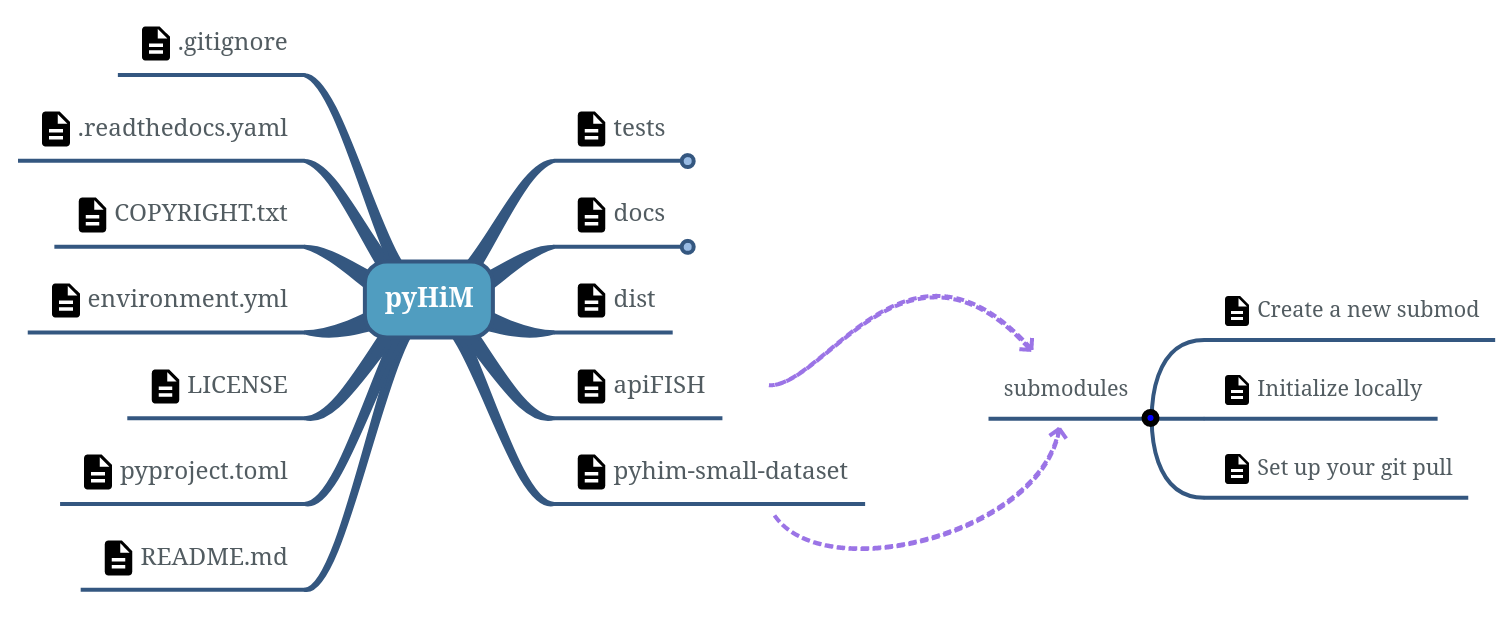 .gitignore
.readthedocs.yaml
COPYRIGHT.txt
environment.yml
LICENSE
pyproject.toml
README.md
pyHiM
tests
docs
dist
apiFISH
pyhim-small-dataset
submodules
Create a new submod
Initialize locally
Set up your git pull